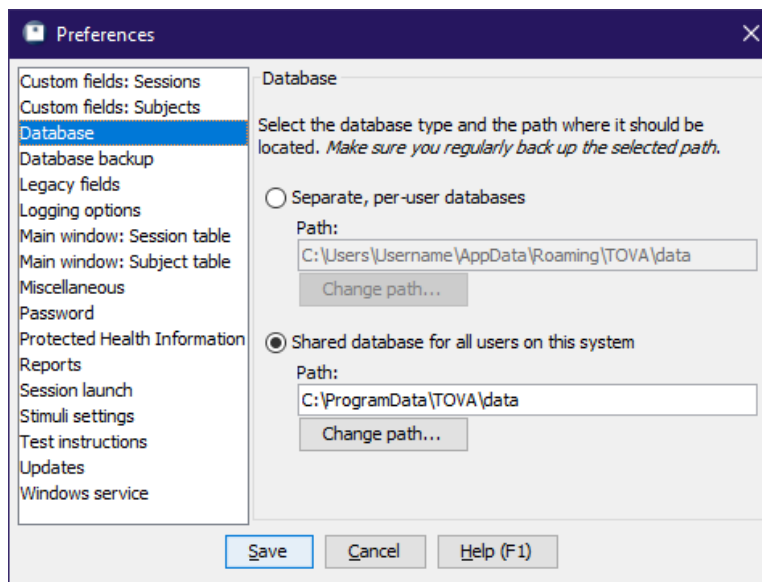 Preferences
Custom fields: Sessions
Custom fields: Subjects
Database
Database backup
Legacy fields
Logging options
Main window: Session table
Main window: Subject table
Miscellaneous
Password
Protected Health Information
Reports
Session launch
Stimuli settings
Test instructions
Updates
Windows service
Database
Select the database type and the path where it should be
located. Make sure you regularly back up the selected path.
Separate, per-user databases
Path:
C:\Users\Username\AppData\Roaming\TOVA\data
Change path...
Shared database for all users on this system
Path:
C:\ProgramData\TOVA\data
Change path...
Save
Cancel
Help (F1)